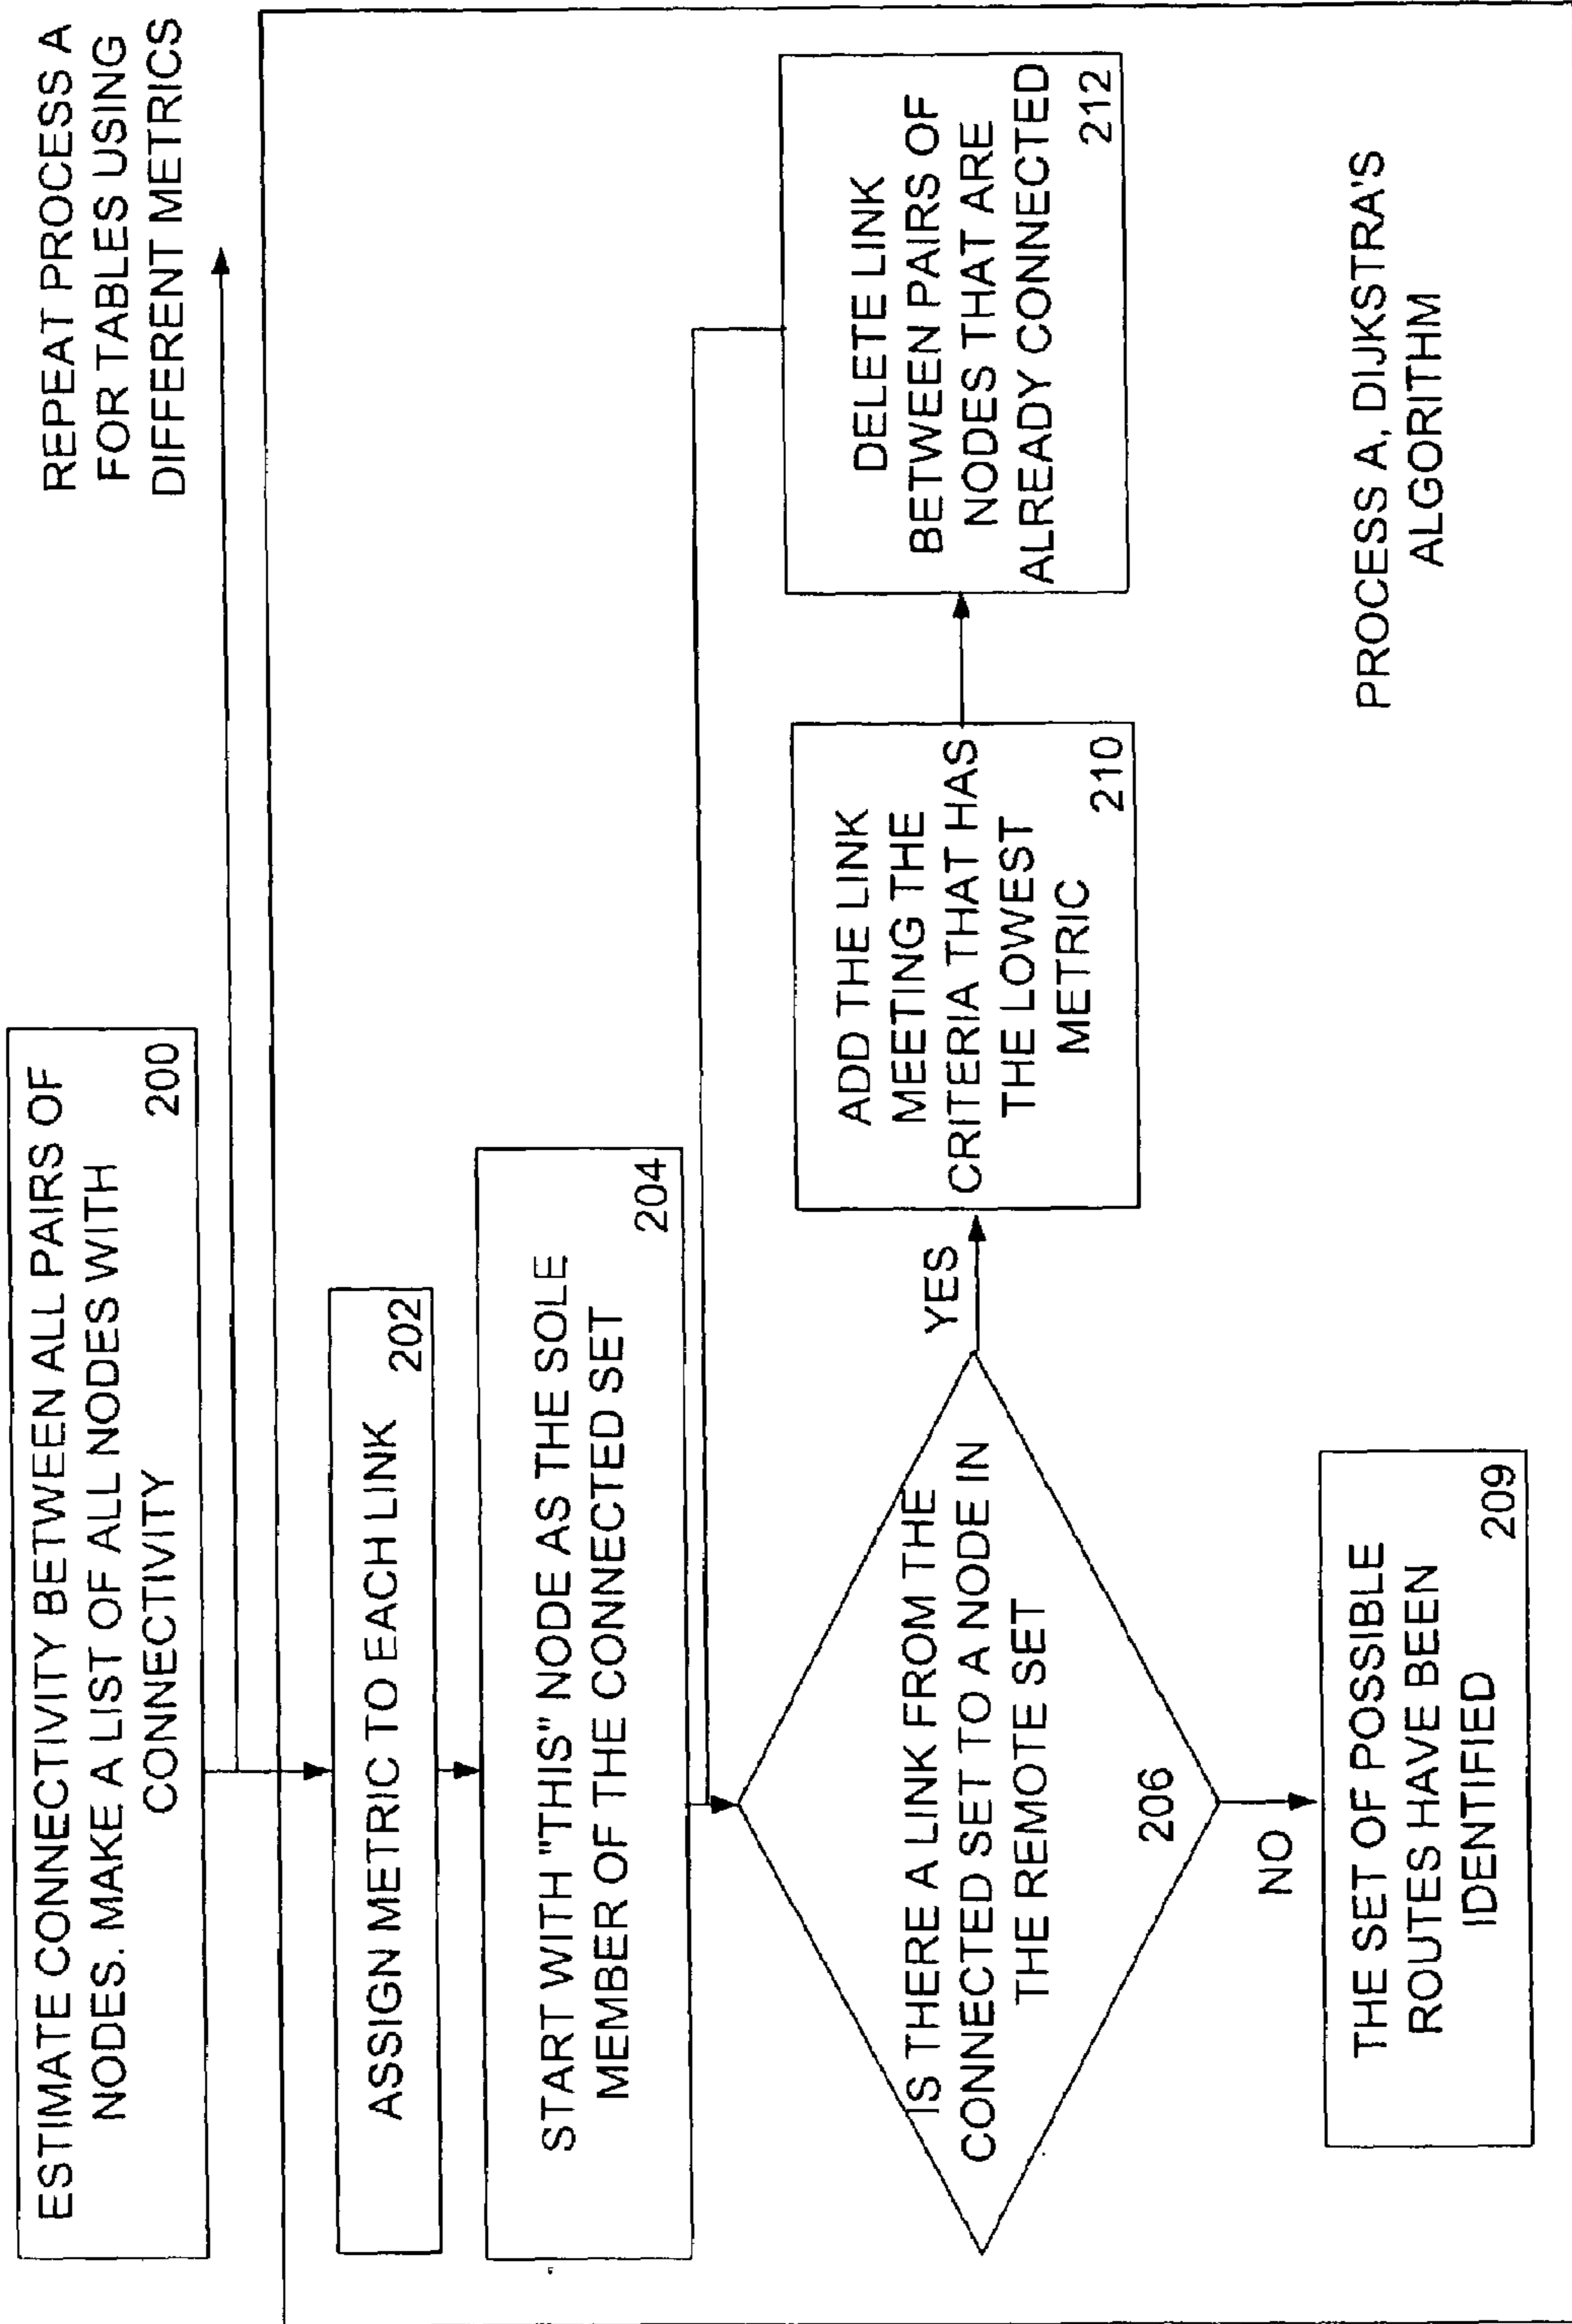 ESTIMATE CONNECTIVITY BETWEEN ALL PAIRS OF
NODES. MAKE A LIST OF ALL NODES WITH
CONNECTIVITY
200
REPEAT PROCESS A
FOR TABLES USING
DIFFERENT METRICS
ASSIGN METRIC TO EACH LINK
202
START WITH "THIS" NODE AS THE SOLE
MEMBER OF THE CONNECTED SET
204
IS THERE A LINK FROM THE
CONNECTED SET TO A NODE IN
THE REMOTE SET
206
YES
ADD THE LINK
MEETING THE
CRITERIA THAT HAS
THE LOWEST
METRIC
210
DELETE LINK
BETWEEN PAIRS OF
NODES THAT ARE
ALREADY CONNECTED
212
NO
THE SET OF POSSIBLE
ROUTES HAVE BEEN
IDENTIFIED
209
PROCESS A, DIJKSTRA'S
ALGORITHM